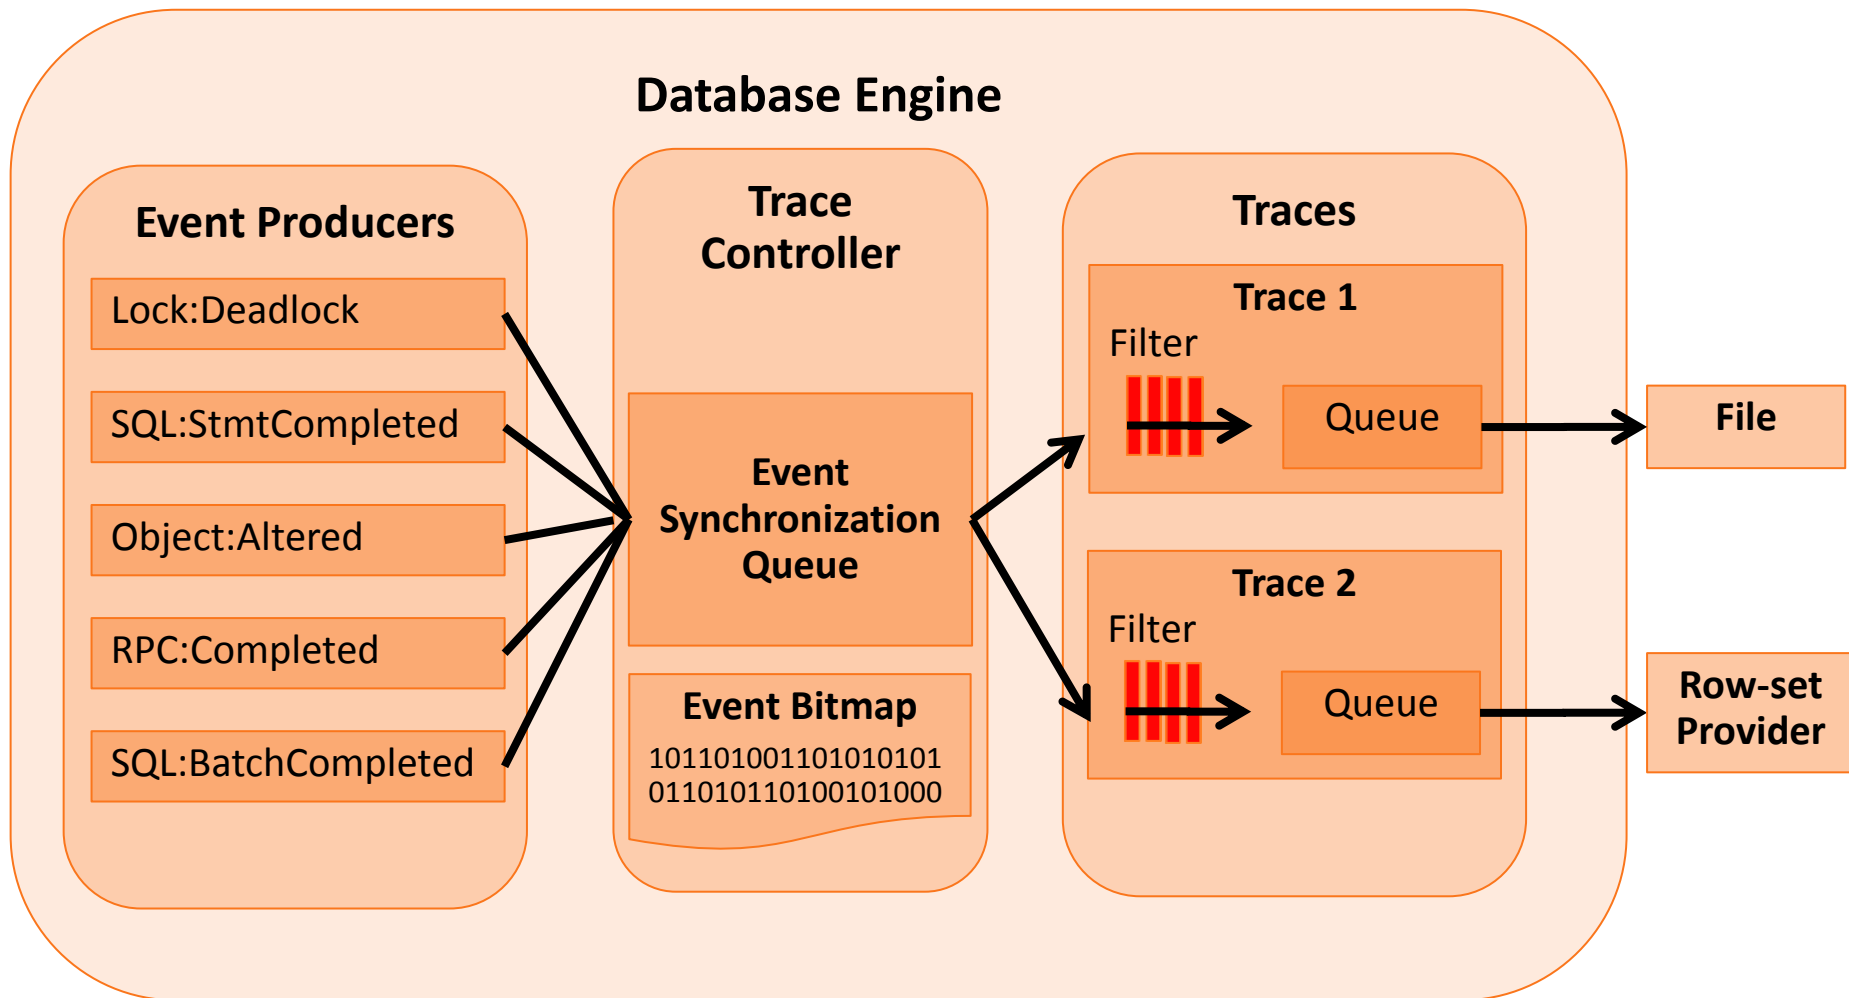 Database Engine
Event Producers
Lock:Deadlock
SQL:StmtCompleted
Object:Altered
RPC:Completed
SQL:BatchCompleted
Trace
Controller
Event
Synchronization
Queue
Event Bitmap
101101001101010101
011010110100101000
Traces
Trace 1
Filter
Queue
Trace 2
Filter
Queue
File
Row-set
Provider